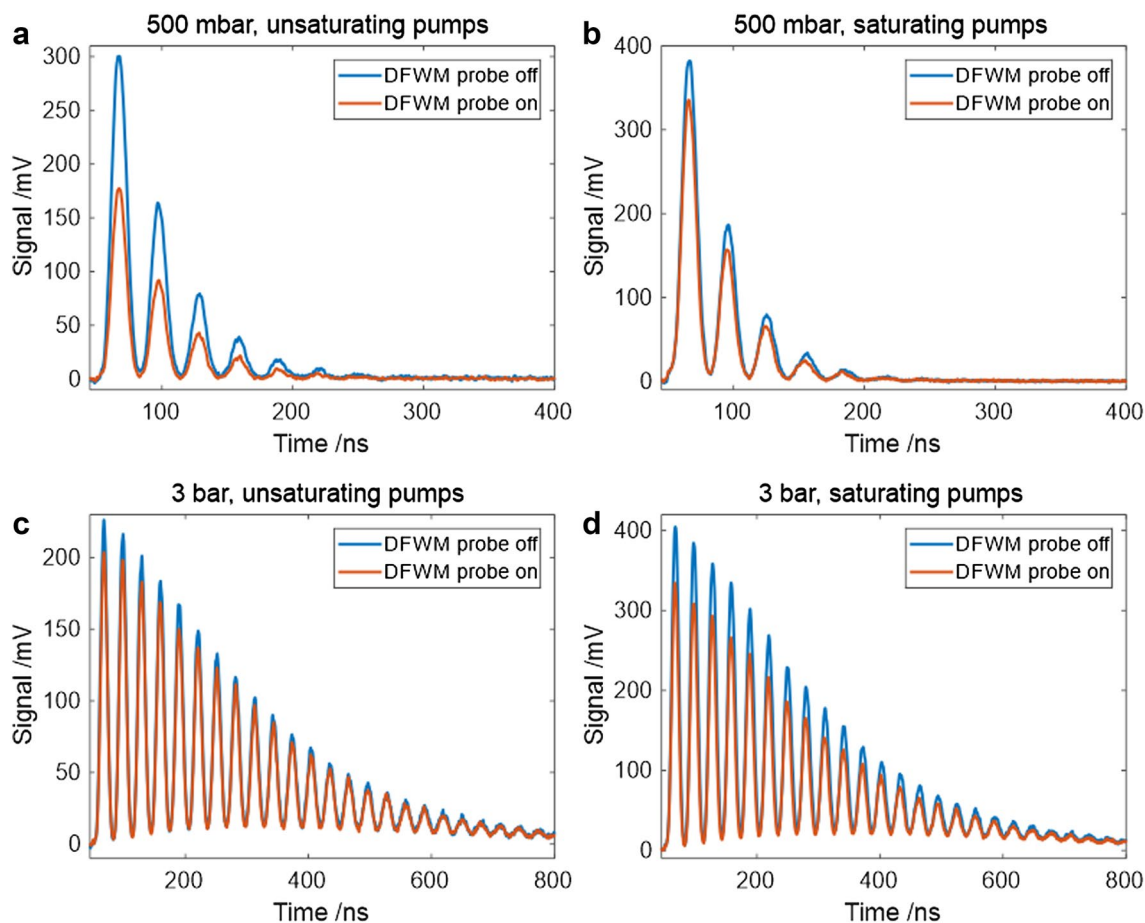 a
500 mbar, unsaturating pumps
300
250
200
150
100
50
0
Signal /mV
DFWM probe off
DFWM probe on
100
200
300
400
Time /ns
b
500 mbar, saturating pumps
400
300
200
100
0
Signal /mV
DFWM probe off
DFWM probe on
100
200
300
400
Time /ns
c
3 bar, unsaturating pumps
200
150
100
50
0
Signal /mV
DFWM probe off
DFWM probe on
200
400
600
800
Time /ns
d
3 bar, saturating pumps
400
300
200
100
0
Signal /mV
DFWM probe off
DFWM probe on
200
400
600
800
Time /ns